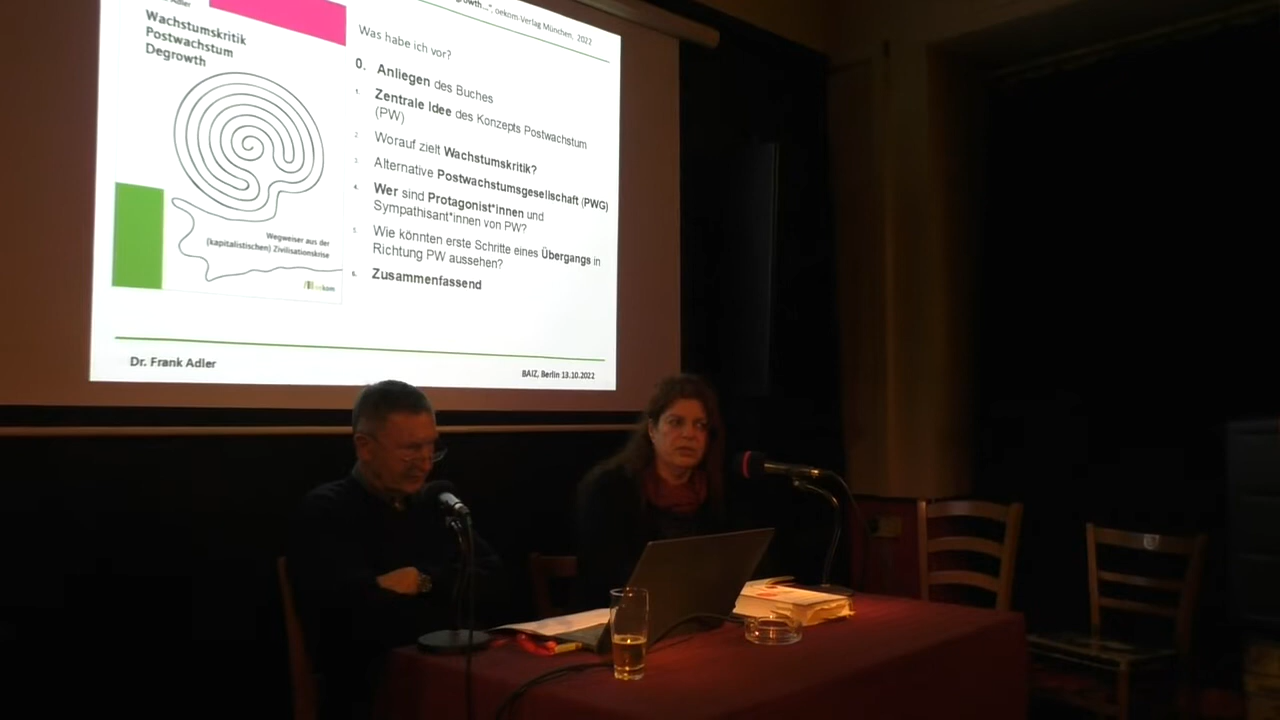 Adler
Wachstumskritik
Postwachstum
Degrowth
Wegweiser aus der
(kapitalistischen) Zivilisationskrise
oekom Verlag München, 2022
Was habe ich vor?
0. Anliegen des Buches
1. Zentrale Idee des Konzepts Postwachstum
(PW)
2. Worauf zielt Wachstumskritik?
3. Alternative Postwachstumsgesellschaft (PWG)
4. Wer sind Protagonist*innen und
Sympathisant*innen von PW?
5. Wie könnten erste Schritte eines Übergangs in
Richtung PW aussehen?
6. Zusammenfassend
Dr. Frank Adler
BAIZ, Berlin 13.10.2022